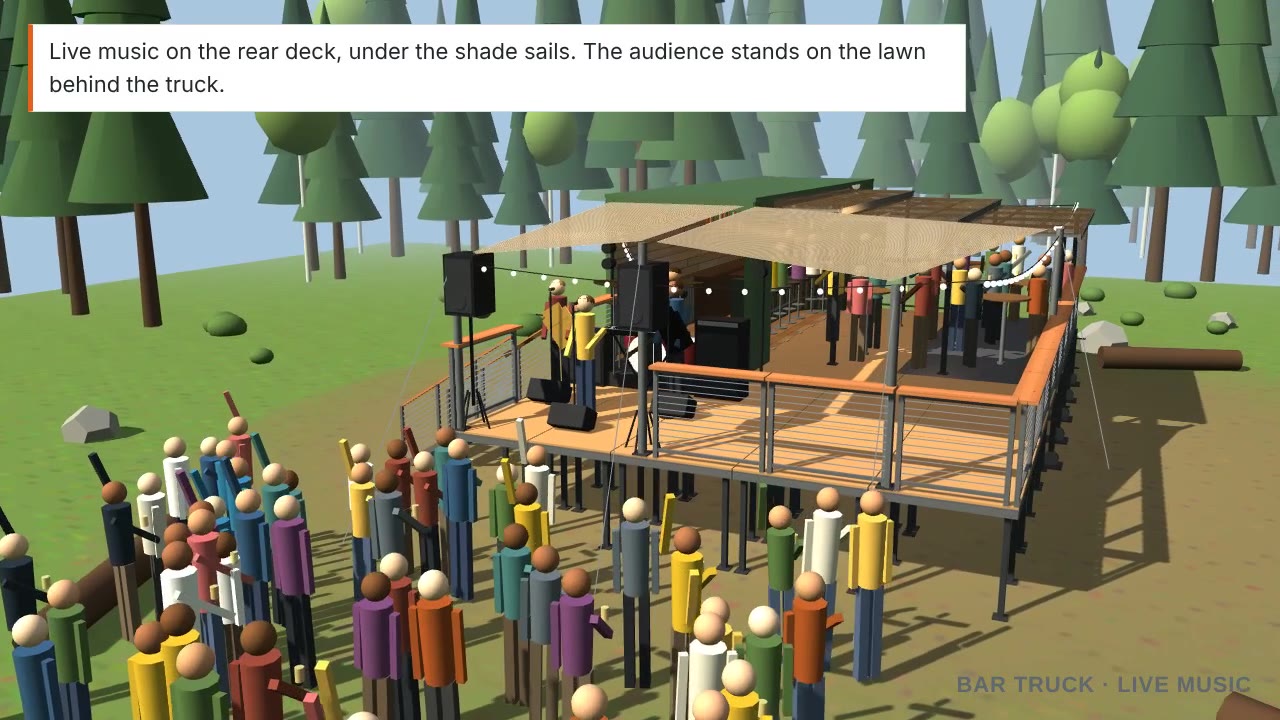 Live music on the rear deck, under the shade sails. The audience stands on the lawn
behind the truck.
BAR TRUCK · LIVE MUSIC